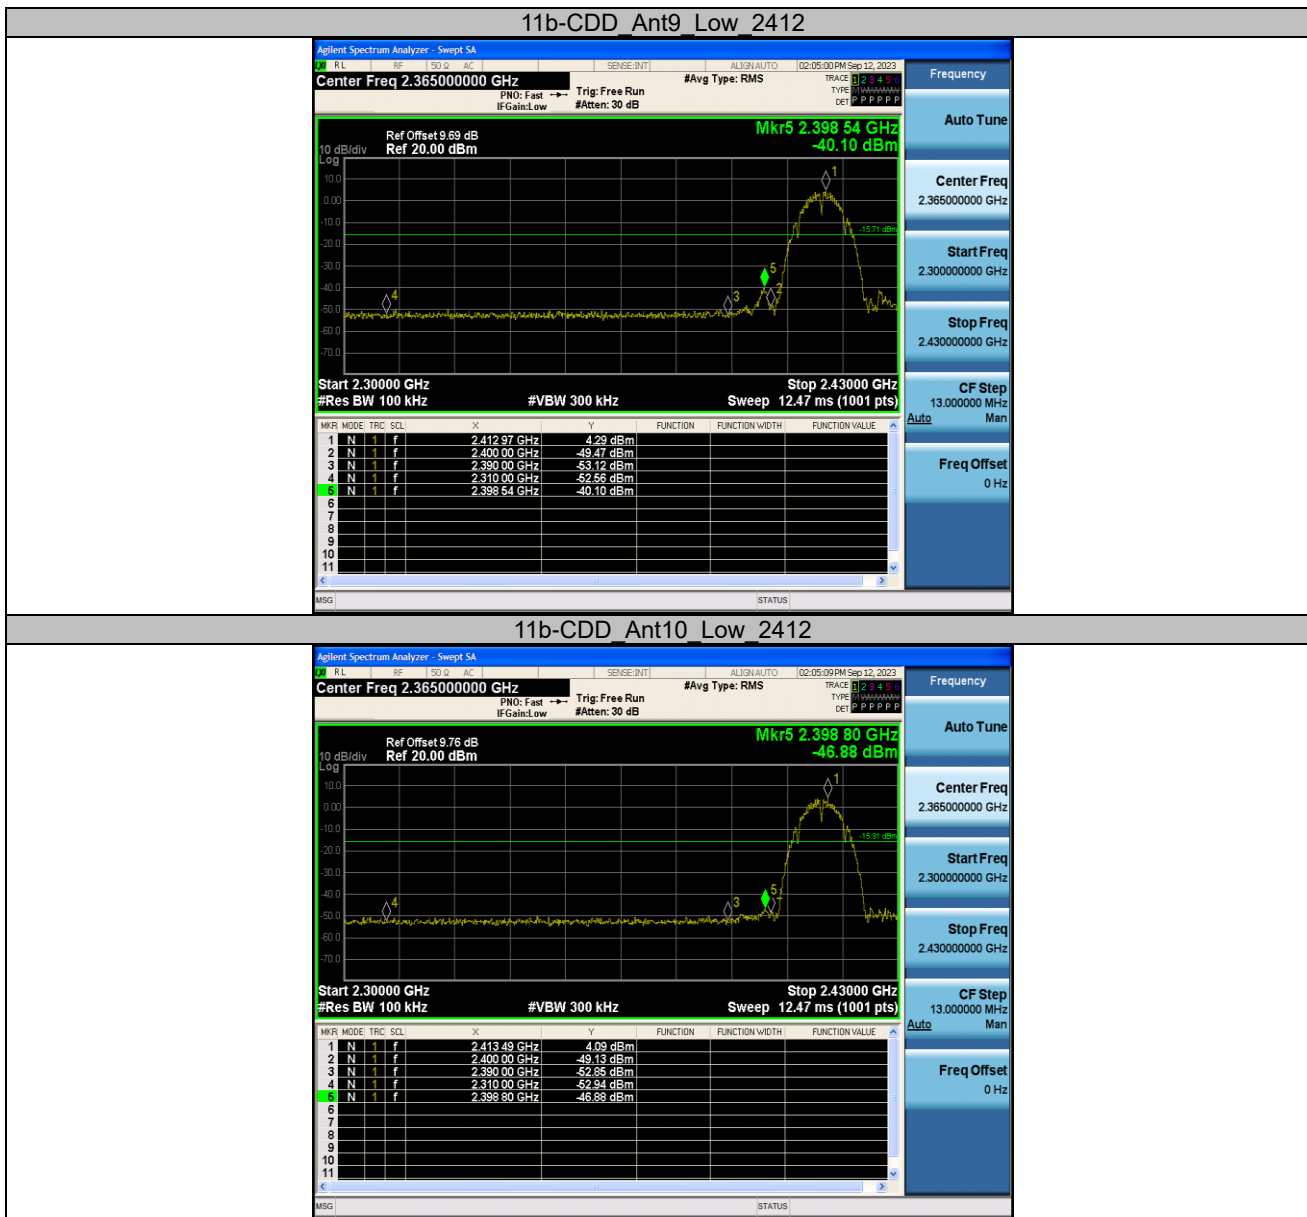 11b-CDD_Ant9_Low_2412
Agilent Spectrum Analyzer - Swept SA
RL RF 50 Ω AC SENSE:INT ALIGN AUTO 02:05:00 PM Sep 12, 2023
Center Freq 2.365000000 GHz #Avg Type: RMS TRACE 1 2 3 4 5 6
PNO: Fast Trig: Free Run TYPE M
IFGain:Low #Atten: 30 dB DET P P P P P P
Mkr5 2.398 54 GHz
-40.10 dBm
Ref Offset 9.69 dB
10 dB/div Ref 20.00 dBm
Log
10.0
0.00
-10.0
-20.0
-30.0
-40.0
-50.0
-60.0
-70.0
1
-15.71 dBm
5
2
3
4
Start 2.30000 GHz Stop 2.43000 GHz
#Res BW 100 kHz #VBW 300 kHz Sweep 12.47 ms (1001 pts)
MKR MODE TRC SCL X Y FUNCTION FUNCTION WIDTH FUNCTION VALUE
1 N 1 f 2.412 97 GHz 4.29 dBm
2 N 1 f 2.400 00 GHz -49.47 dBm
3 N 1 f 2.390 00 GHz -53.12 dBm
4 N 1 f 2.310 00 GHz -52.56 dBm
5 N 1 f 2.398 54 GHz -40.10 dBm
6
7
8
9
10
11
MSG STATUS
Frequency
Auto Tune
Center Freq
2.365000000 GHz
Start Freq
2.300000000 GHz
Stop Freq
2.430000000 GHz
CF Step
13.000000 MHz
Auto Man
Freq Offset
0 Hz
11b-CDD_Ant10_Low_2412
Agilent Spectrum Analyzer - Swept SA
RL RF 50 Ω AC SENSE:INT ALIGN AUTO 02:05:09 PM Sep 12, 2023
Center Freq 2.365000000 GHz #Avg Type: RMS TRACE 1 2 3 4 5 6
PNO: Fast Trig: Free Run TYPE M
IFGain:Low #Atten: 30 dB DET P P P P P P
Mkr5 2.398 80 GHz
-46.88 dBm
Ref Offset 9.76 dB
10 dB/div Ref 20.00 dBm
Log
10.0
0.00
-10.0
-20.0
-30.0
-40.0
-50.0
-60.0
-70.0
1
-15.91 dBm
5
3
4
Start 2.30000 GHz Stop 2.43000 GHz
#Res BW 100 kHz #VBW 300 kHz Sweep 12.47 ms (1001 pts)
MKR MODE TRC SCL X Y FUNCTION FUNCTION WIDTH FUNCTION VALUE
1 N 1 f 2.413 49 GHz 4.09 dBm
2 N 1 f 2.400 00 GHz -49.13 dBm
3 N 1 f 2.390 00 GHz -52.85 dBm
4 N 1 f 2.310 00 GHz -52.94 dBm
5 N 1 f 2.398 80 GHz -46.88 dBm
6
7
8
9
10
11
MSG STATUS
Frequency
Auto Tune
Center Freq
2.365000000 GHz
Start Freq
2.300000000 GHz
Stop Freq
2.430000000 GHz
CF Step
13.000000 MHz
Auto Man
Freq Offset
0 Hz